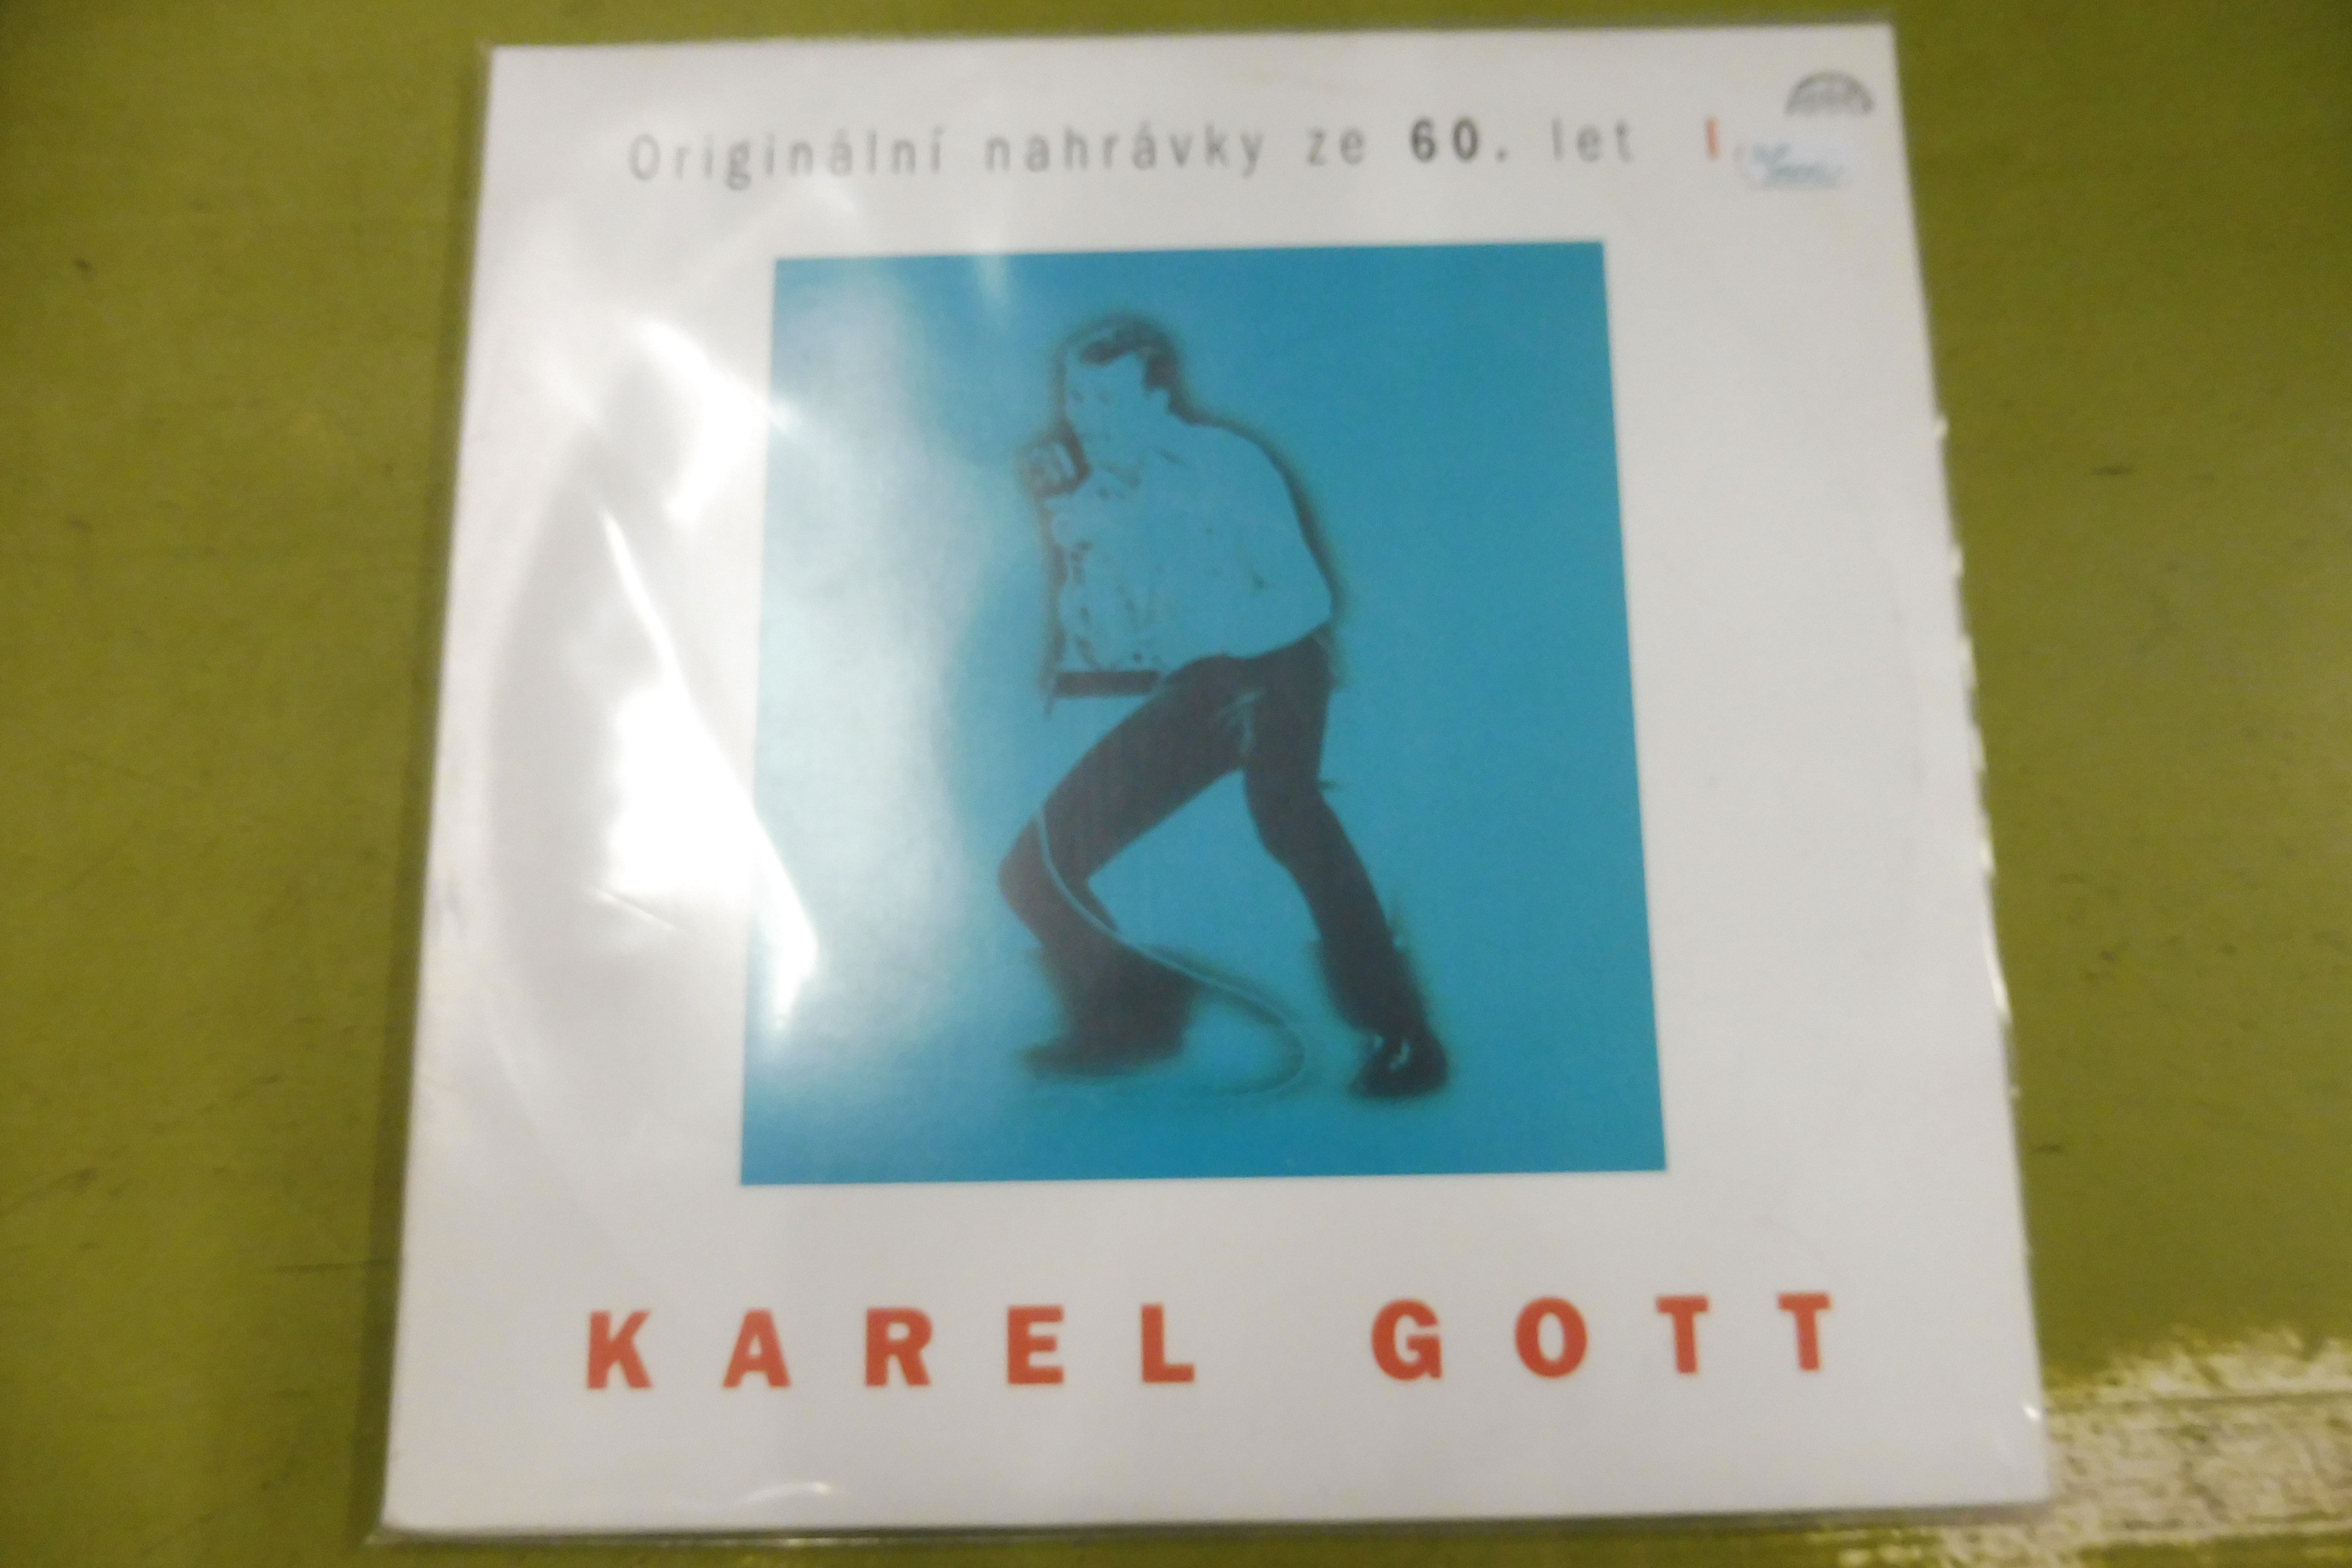 Originální nahrávky ze 60. let I
KAREL GOTT